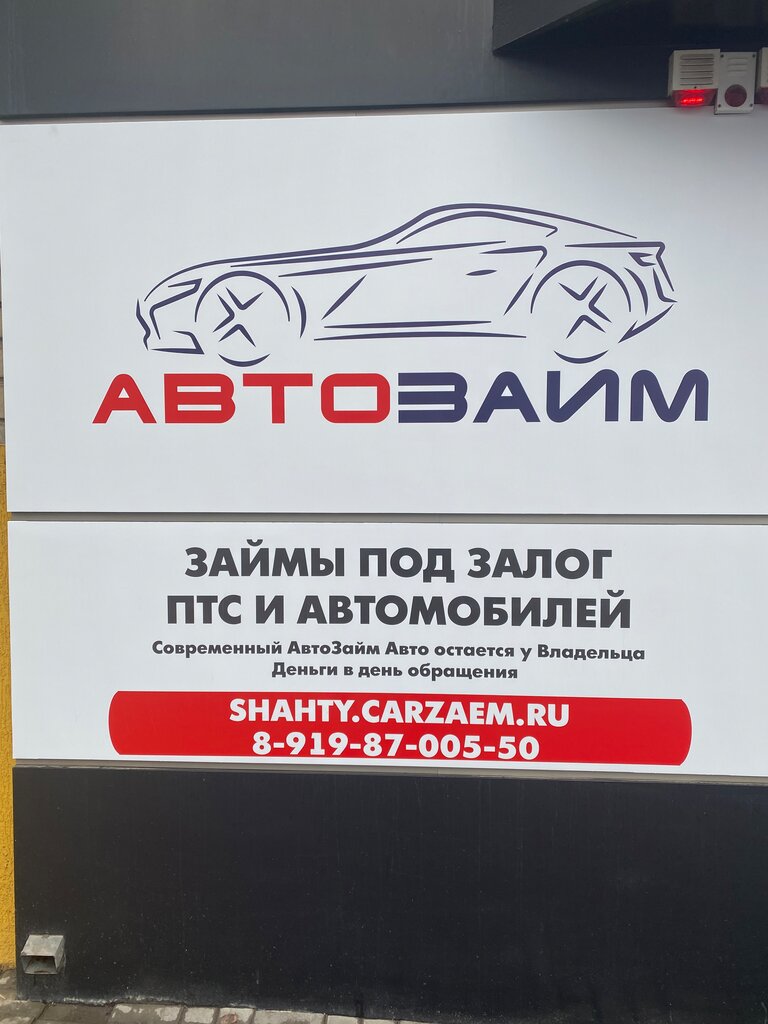 АВТОЗАИМ
ЗАЙМЫ ПОД ЗАЛОГ
ПТС И АВТОМОБИЛЕЙ
Современный АвтоЗайм Авто остается у Владельца
Деньги в день обращения
SHAHTY.CARZAEM.RU
8-919-87-005-50